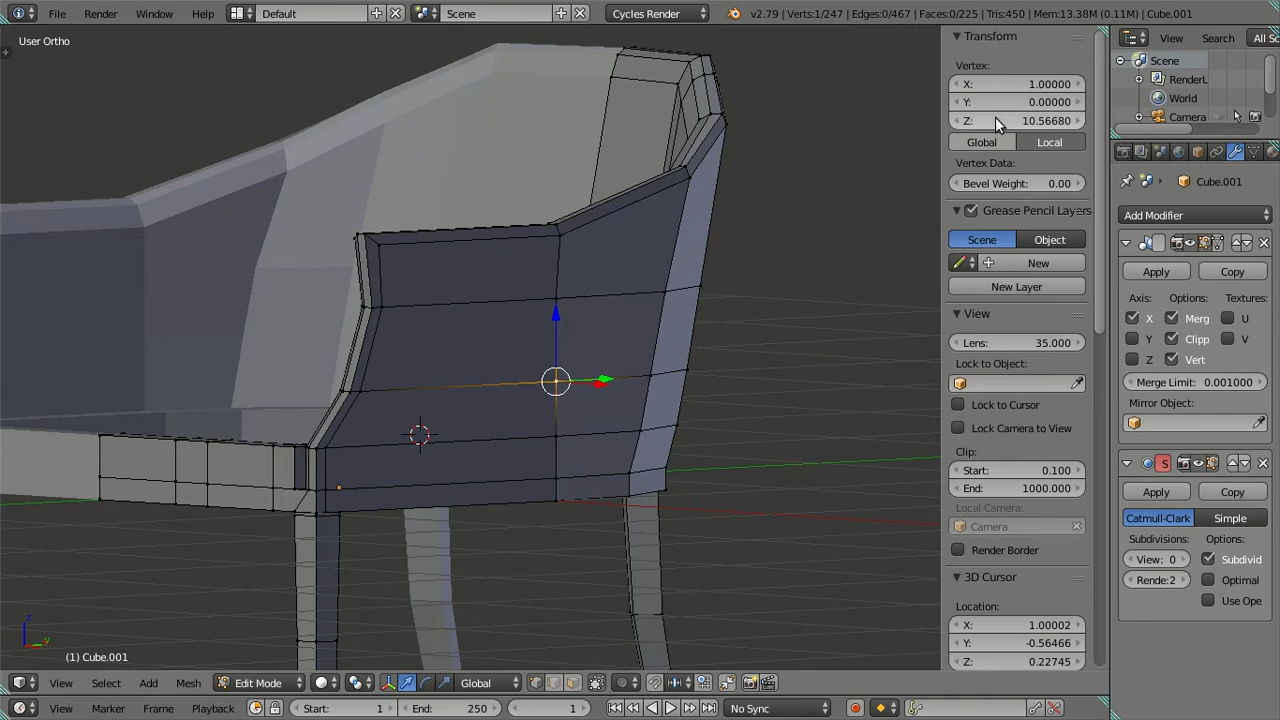 File Render Window Help Default Scene Cycles Render v2.79 | Verts:1/247 | Edges:0/467 | Faces:0/225 | Tris:450 | Mem:13.38M (0.11M) | Cube.001
User Ortho
Transform
Vertex:
X: 1.00000
Y: 0.00000
Z: 10.56680
Global Local
Vertex Data:
Bevel Weight: 0.00
Grease Pencil Layers
Scene Object
New
New Layer
View
Lens: 35.000
Lock to Object:
Lock to Cursor
Lock Camera to View
Clip:
Start: 0.100
End: 1000.000
Local Camera:
Camera
Render Border
3D Cursor
Location:
X: 1.00002
Y: -0.56466
Z: 0.22745
View Search All Sc
Scene
RenderL
World
Camera
Cube.001
Add Modifier
Apply Copy
Axis: Options: Textures:
X Merg U
Y Clipp V
Z Vert
Merge Limit: 0.001000
Mirror Object:
S
Apply Copy
Catmull-Clark Simple
Subdivisions: Options:
View: 0 Subdivid
Rende: 2 Optimal
Use Ope
z
y
(1) Cube.001
View Select Add Mesh Edit Mode Global
View Marker Frame Playback Start: 1 End: 250 1 No Sync